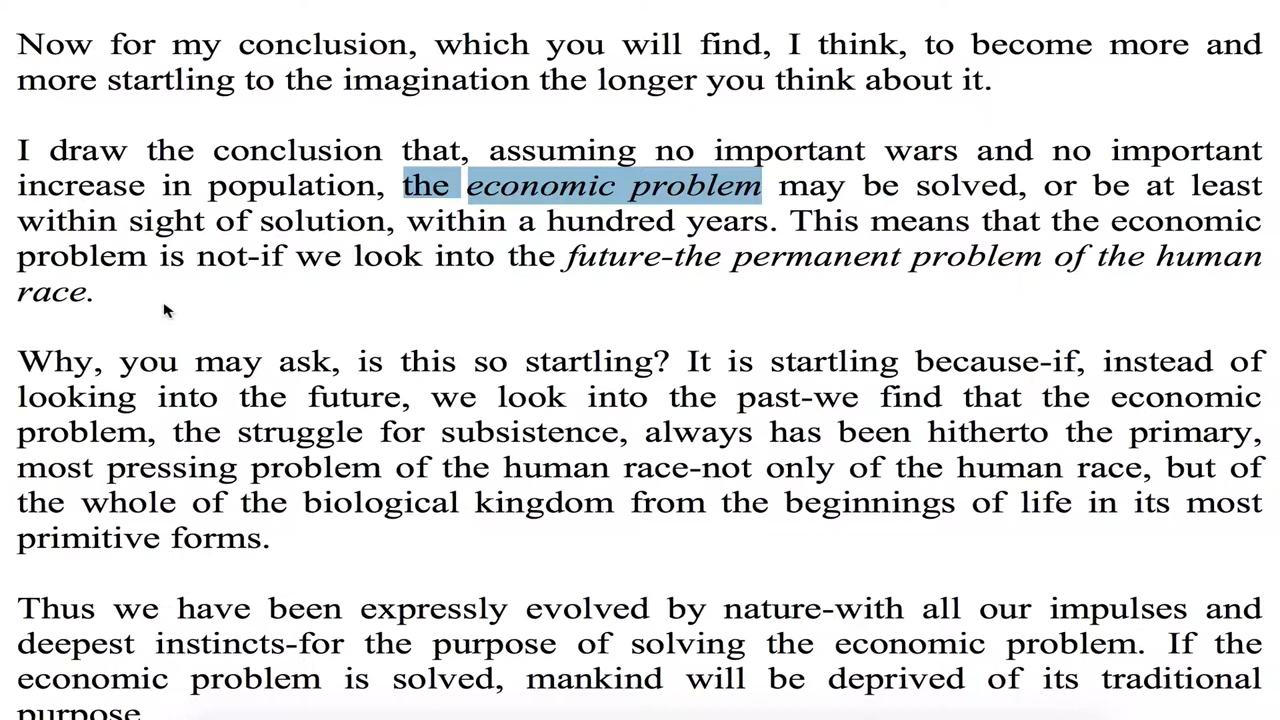 Now for my conclusion, which you will find, I think, to become more and
more startling to the imagination the longer you think about it.
I draw the conclusion that, assuming no important wars and no important
increase in population, the economic problem may be solved, or be at least
within sight of solution, within a hundred years. This means that the economic
problem is not-if we look into the future-the permanent problem of the human
race.
Why, you may ask, is this so startling? It is startling because-if, instead of
looking into the future, we look into the past-we find that the economic
problem, the struggle for subsistence, always has been hitherto the primary,
most pressing problem of the human race-not only of the human race, but of
the whole of the biological kingdom from the beginnings of life in its most
primitive forms.
Thus we have been expressly evolved by nature-with all our impulses and
deepest instincts-for the purpose of solving the economic problem. If the
economic problem is solved, mankind will be deprived of its traditional
purpose.